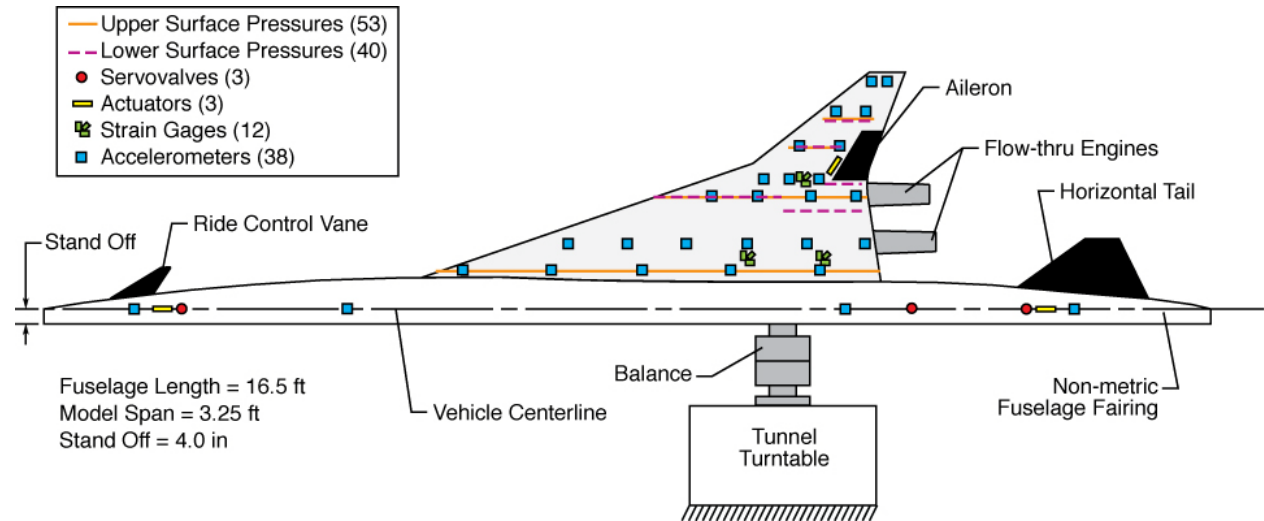 Upper Surface Pressures (53)
Lower Surface Pressures (40)
Servovalves (3)
Actuators (3)
Strain Gages (12)
Accelerometers (38)
Aileron
Flow-thru Engines
Horizontal Tail
Ride Control Vane
Stand Off
Balance
Non-metric
Fuselage Fairing
Vehicle Centerline
Fuselage Length = 16.5 ft
Model Span = 3.25 ft
Stand Off = 4.0 in
Tunnel
Turntable